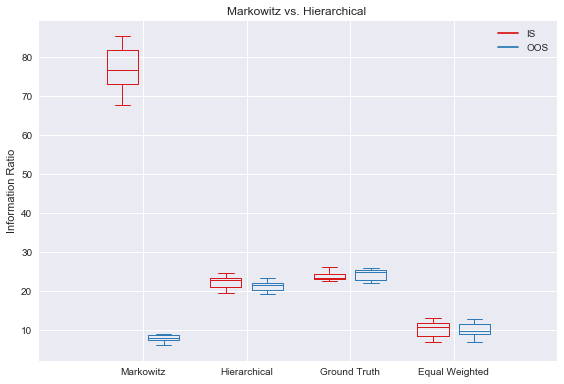 Markowitz vs. Hierarchical
IS
OOS
Information Ratio
80
70
60
50
40
30
20
10
Markowitz
Hierarchical
Ground Truth
Equal Weighted